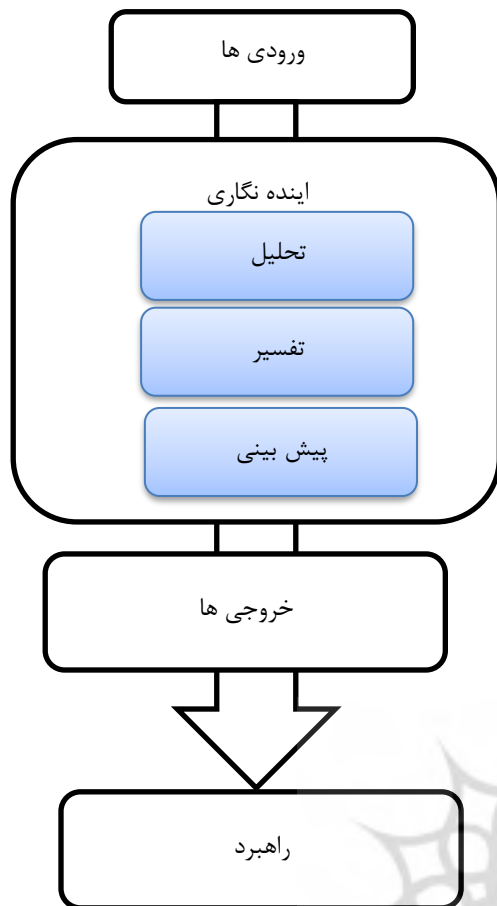 ورودی ها
اینده نگاری
تحلیل
تفسیر
پیش بینی
خروجی ها
راهبرد